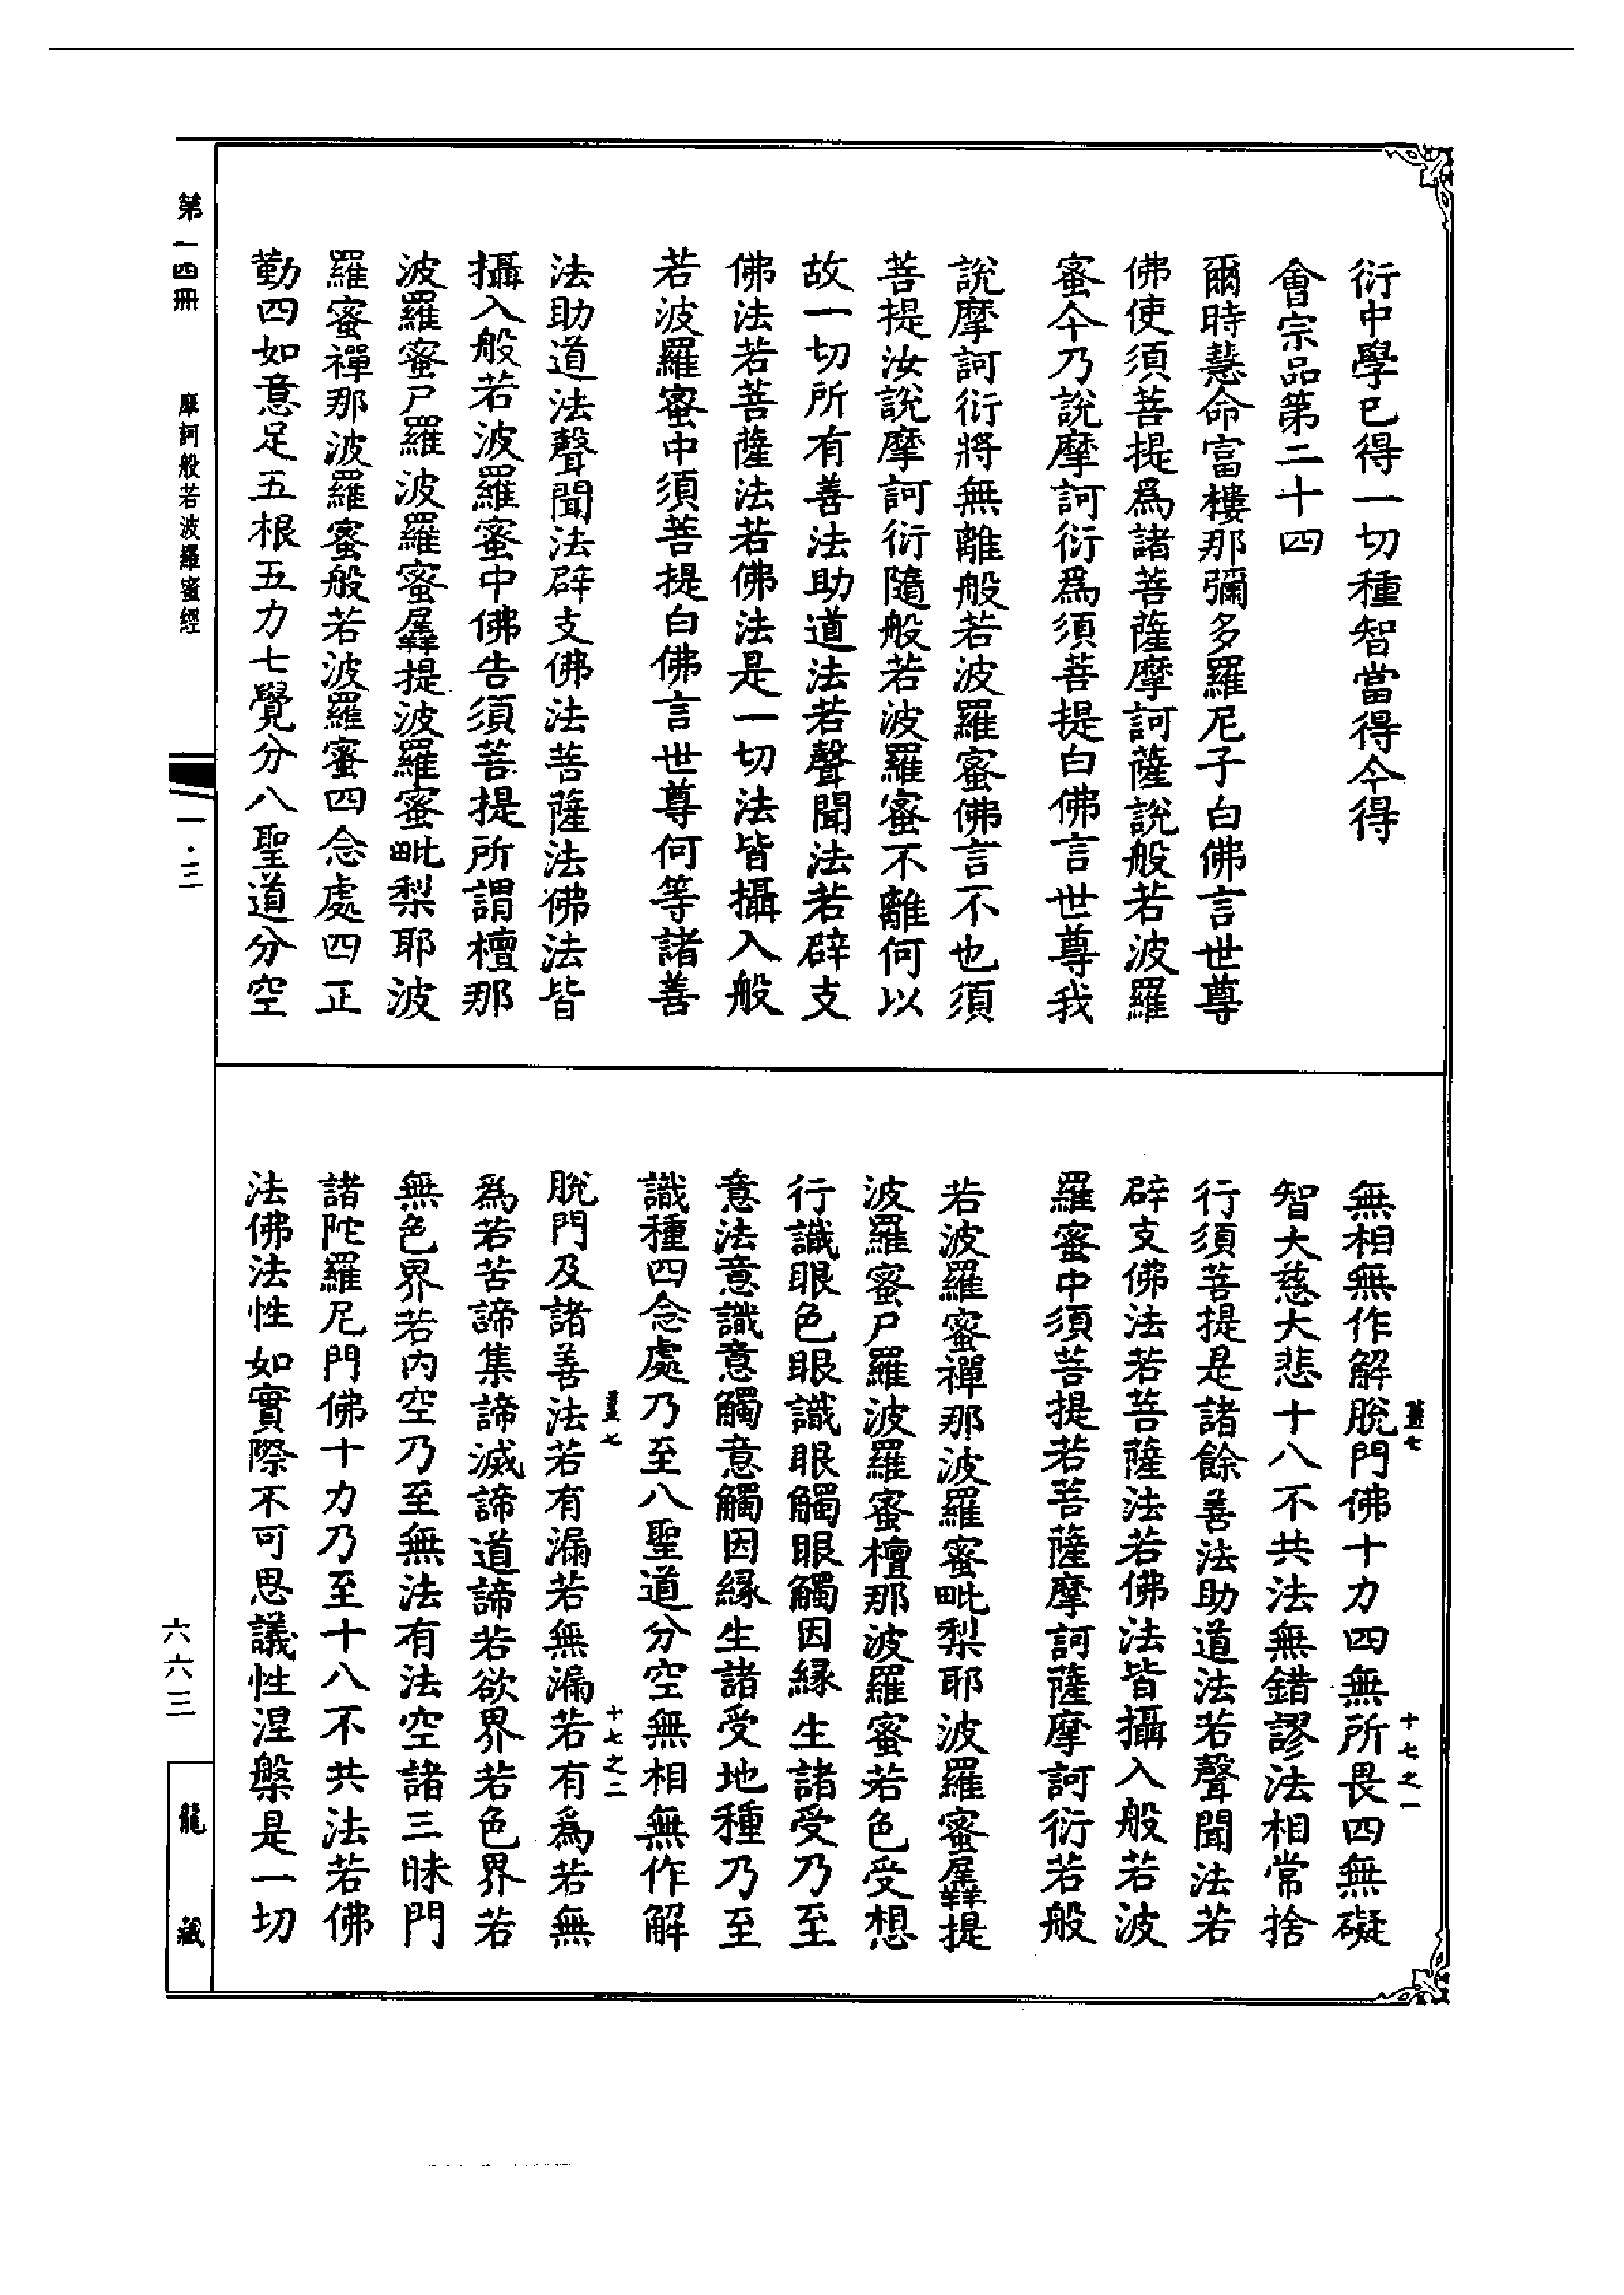 衍中學已得一切種智當得今得
會宗品第二十四
爾時慧命富樓那彌多羅尼子白佛言世尊
佛使須菩提爲諸菩薩摩訶薩說般若波羅
蜜今乃說摩訶衍爲須菩提白佛言世尊我
說摩訶衍將無離般若波羅蜜佛言不也須
菩提汝說摩訶衍隨般若波羅蜜不離何以
故一切所有善法助道法若聲聞法若辟支
佛法若菩薩法若佛法是一切法皆攝入般
若波羅蜜中須菩提白佛言世尊何等諸善
法助道法聲聞法辟支佛法菩薩法佛法皆
攝入般若波羅蜜中佛告須菩提所謂檀那
波羅蜜尸羅波羅蜜羼提波羅蜜毗梨耶波
羅蜜禪那波羅蜜般若波羅蜜四念處四正
勤四如意足五根五力七覺分八聖道分空
無相無作解脫門佛十力四無所畏四無礙
智大慈大悲十八不共法無錯謬法相常捨
行須菩提是諸餘善法助道法若聲聞法若
辟支佛法若菩薩法若佛法皆攝入般若波
羅蜜中須菩提若菩薩摩訶薩摩訶衍若般
若波羅蜜禪那波羅蜜毗梨耶波羅蜜羼提
波羅蜜尸羅波羅蜜檀那波羅蜜若色受想
行識眼色眼識眼觸眼觸因緣生諸受乃至
意法意識意觸意觸因緣生諸受地種乃至
識種四念處乃至八聖道分空無相無作解
脫門及諸善法若有漏若無漏若有爲若無
爲若苦諦集諦滅諦道諦若欲界若色界若
無色界若內空乃至無法有法空諸三昧門
諸陀羅尼門佛十力乃至十八不共法若佛
法佛法性如實際不可思議性涅槃是一切
薑七
十七之一
薑七
十七之二
第一四冊
摩訶般若波羅蜜經
一·三
六六三
龍藏